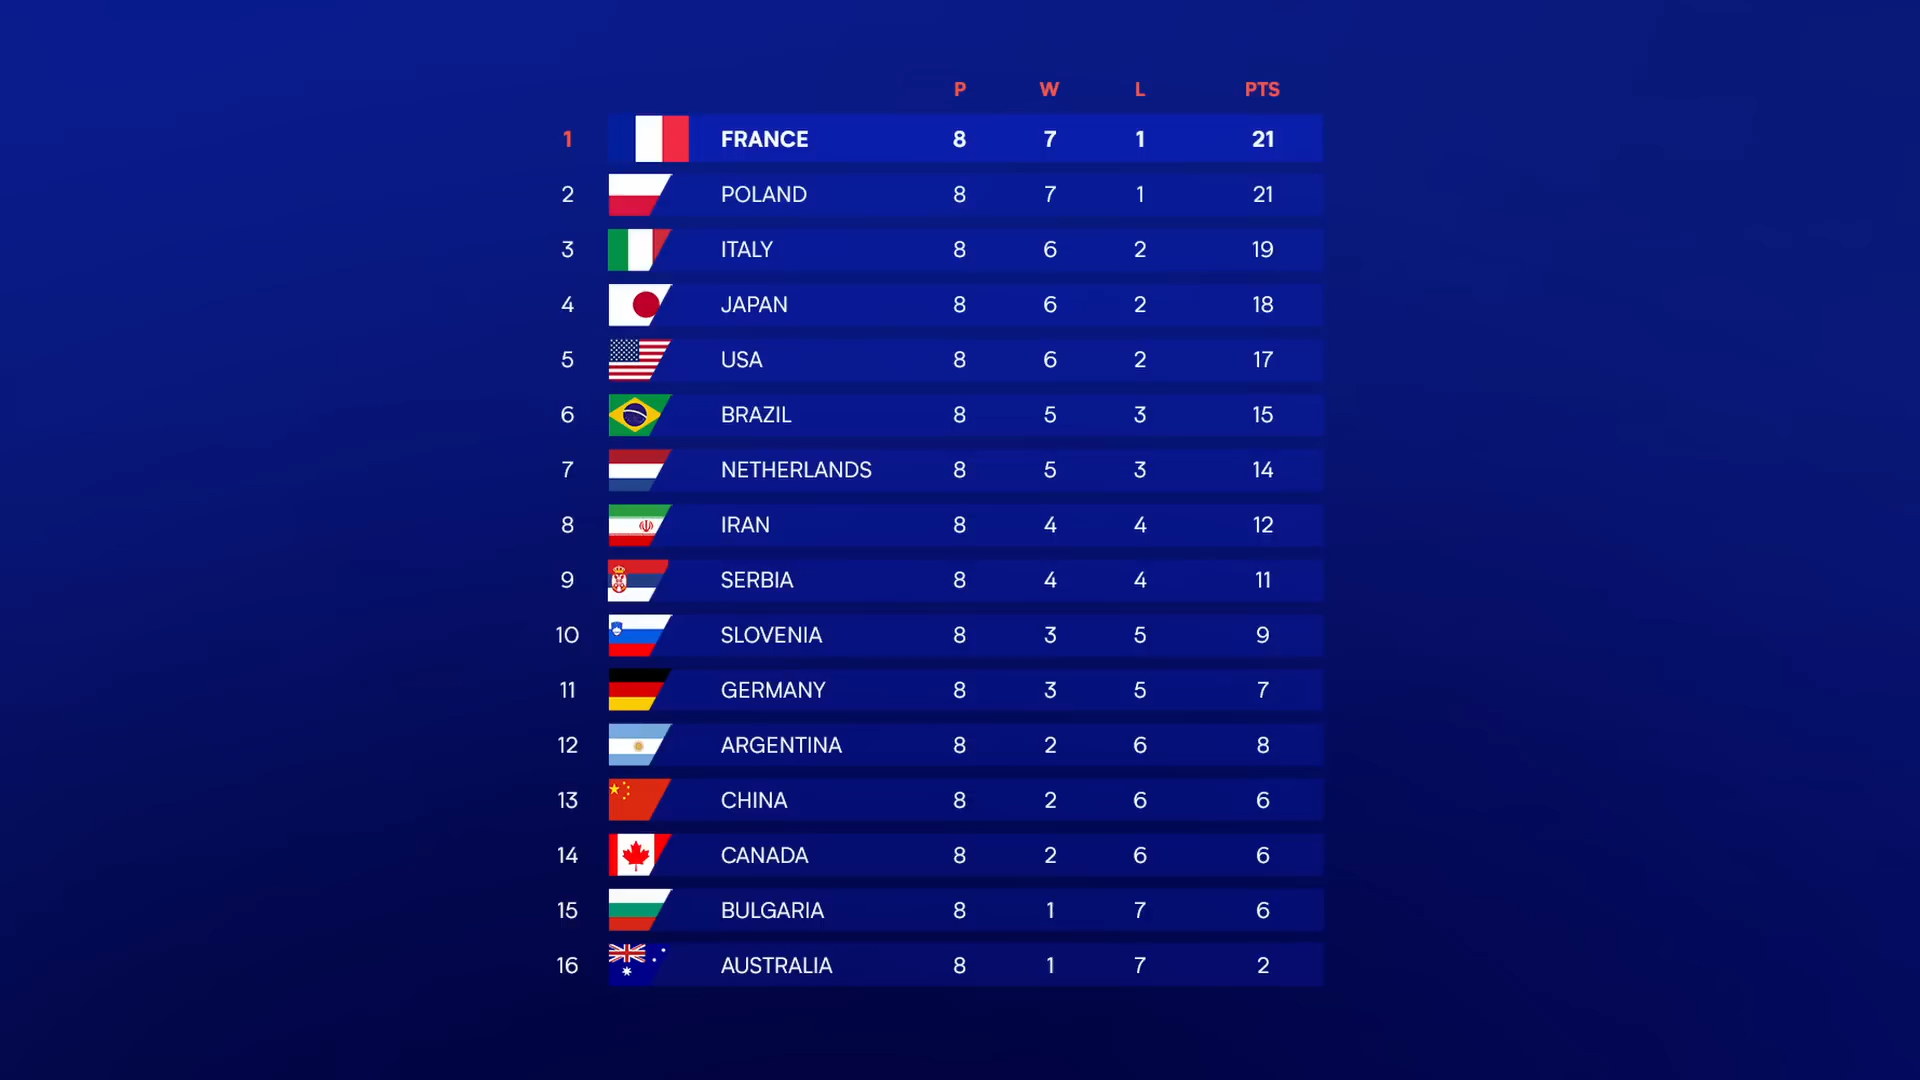 P W L PTS
1 FRANCE 8 7 1 21
2 POLAND 8 7 1 21
3 ITALY 8 6 2 19
4 JAPAN 8 6 2 18
5 USA 8 6 2 17
6 BRAZIL 8 5 3 15
7 NETHERLANDS 8 5 3 14
8 IRAN 8 4 4 12
9 SERBIA 8 4 4 11
10 SLOVENIA 8 3 5 9
11 GERMANY 8 3 5 7
12 ARGENTINA 8 2 6 8
13 CHINA 8 2 6 6
14 CANADA 8 2 6 6
15 BULGARIA 8 1 7 6
16 AUSTRALIA 8 1 7 2